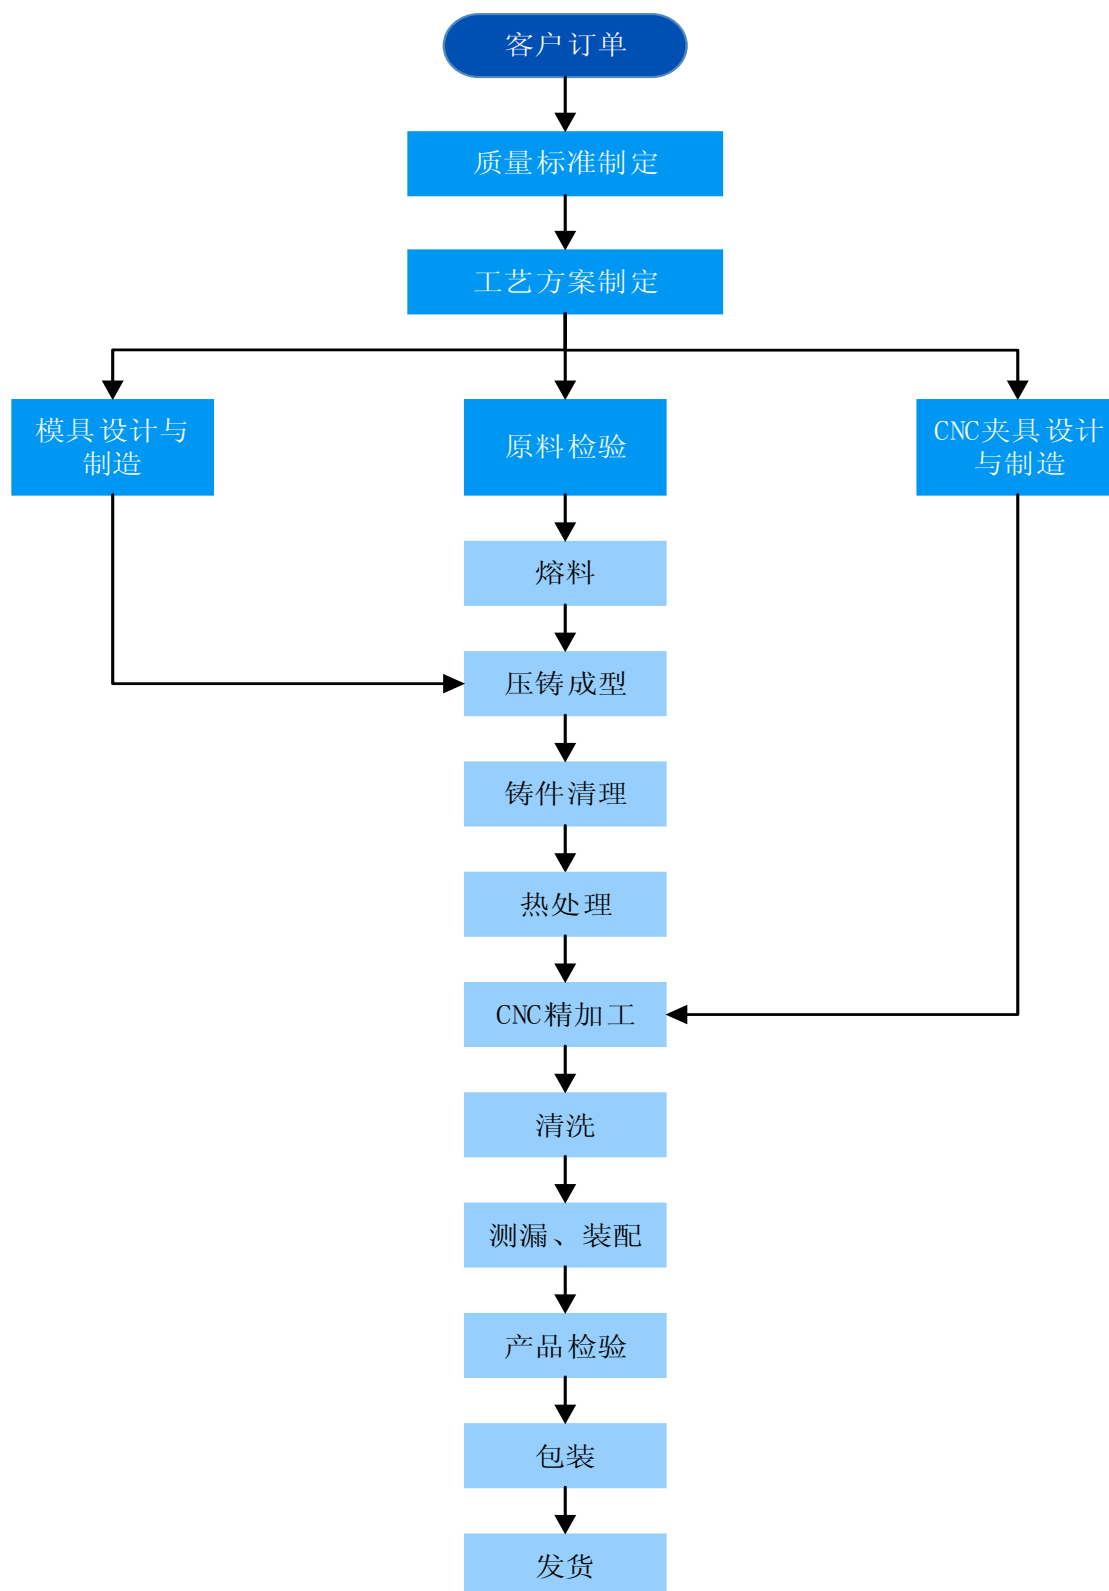 客户订单
质量标准制定
工艺方案制定
模具设计与
制造
原料检验
CNC夹具设计
与制造
熔料
压铸成型
铸件清理
热处理
CNC精加工
清洗
测漏、装配
产品检验
包装
发货